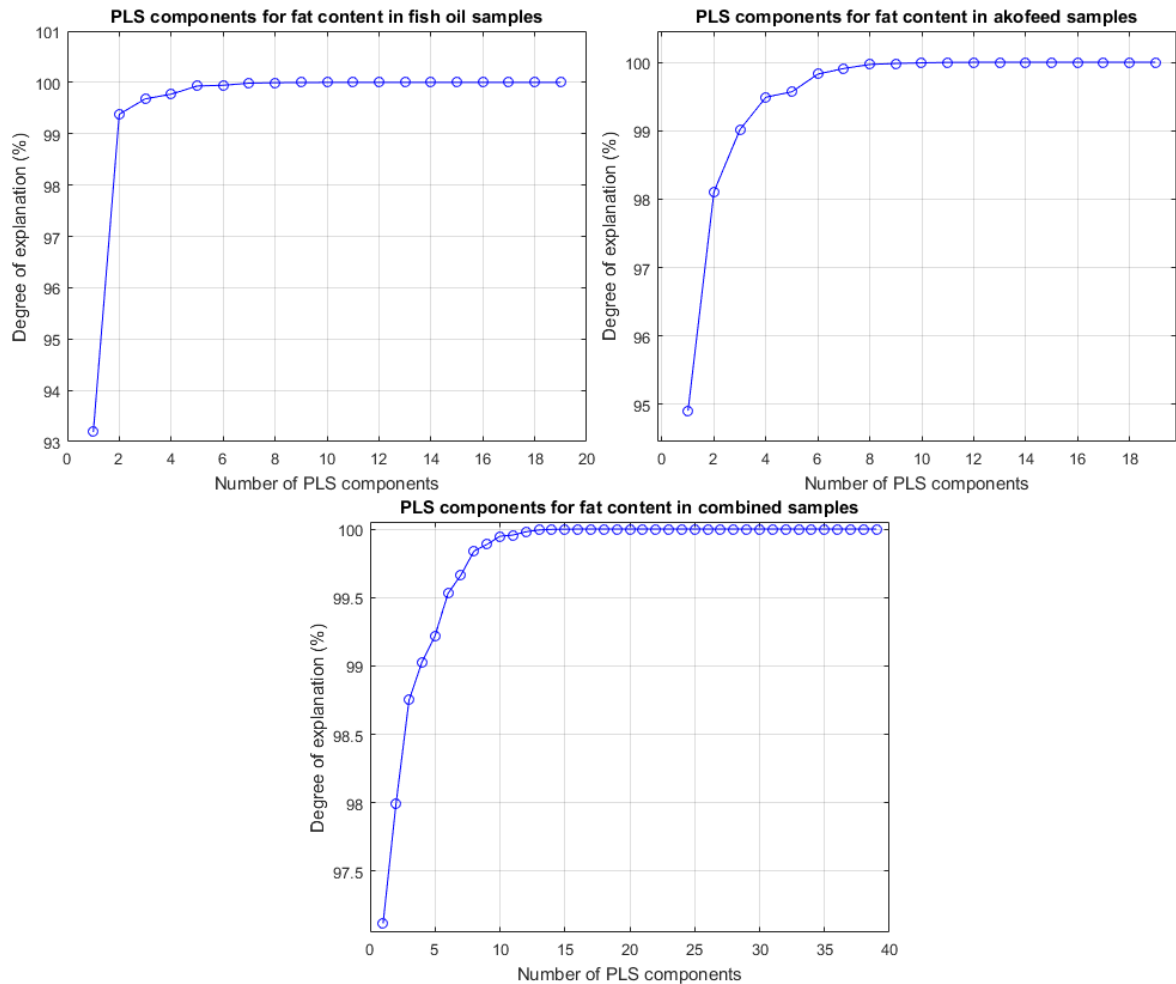 PLS components for fat content in fish oil samples
101
100
99
98
97
96
95
94
93
0 2 4 6 8 10 12 14 16 18 20
Degree of explanation (%)
Number of PLS components
PLS components for fat content in akofeed samples
100
99
98
97
96
95
0 2 4 6 8 10 12 14 16 18
Degree of explanation (%)
Number of PLS components
PLS components for fat content in combined samples
100
99.5
99
98.5
98
97.5
0 5 10 15 20 25 30 35 40
Degree of explanation (%)
Number of PLS components